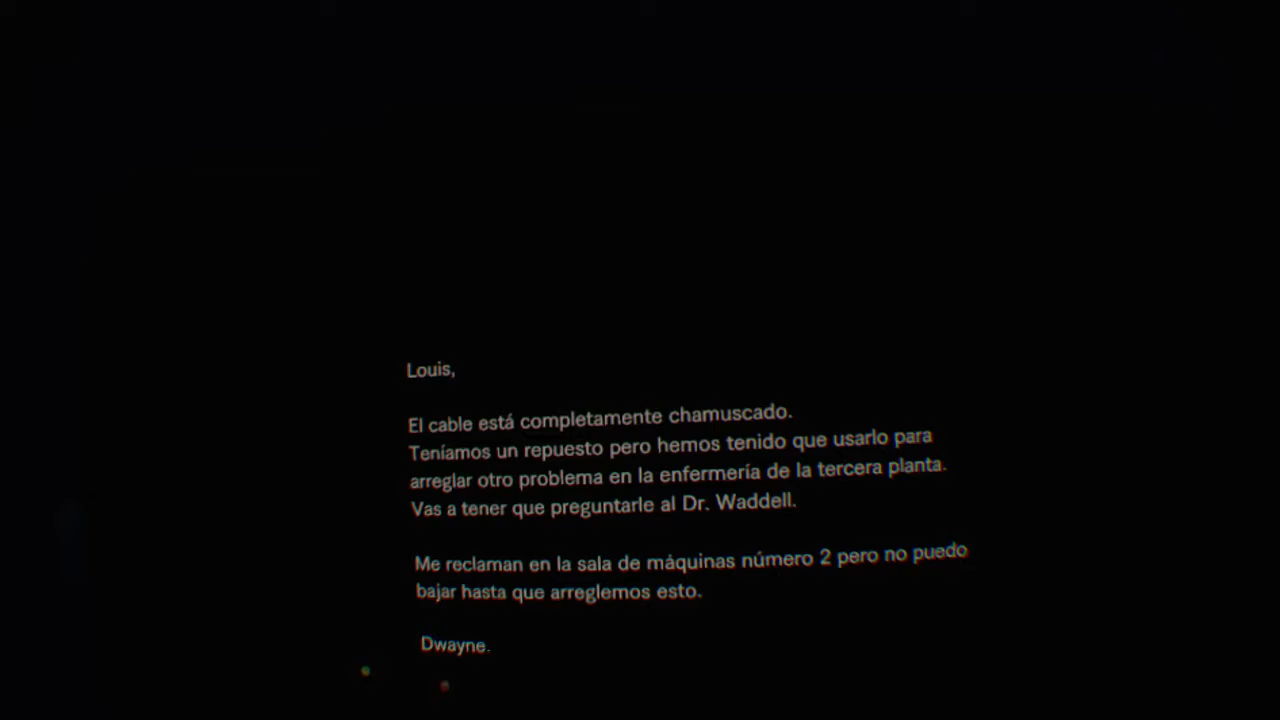 Louis,
El cable está completamente chamuscado.
Teníamos un repuesto pero hemos tenido que usarlo para
arreglar otro problema en la enfermería de la tercera planta.
Vas a tener que preguntarle al Dr. Waddell.
Me reclaman en la sala de máquinas número 2 pero no puedo
bajar hasta que arreglemos esto.
Dwayne.